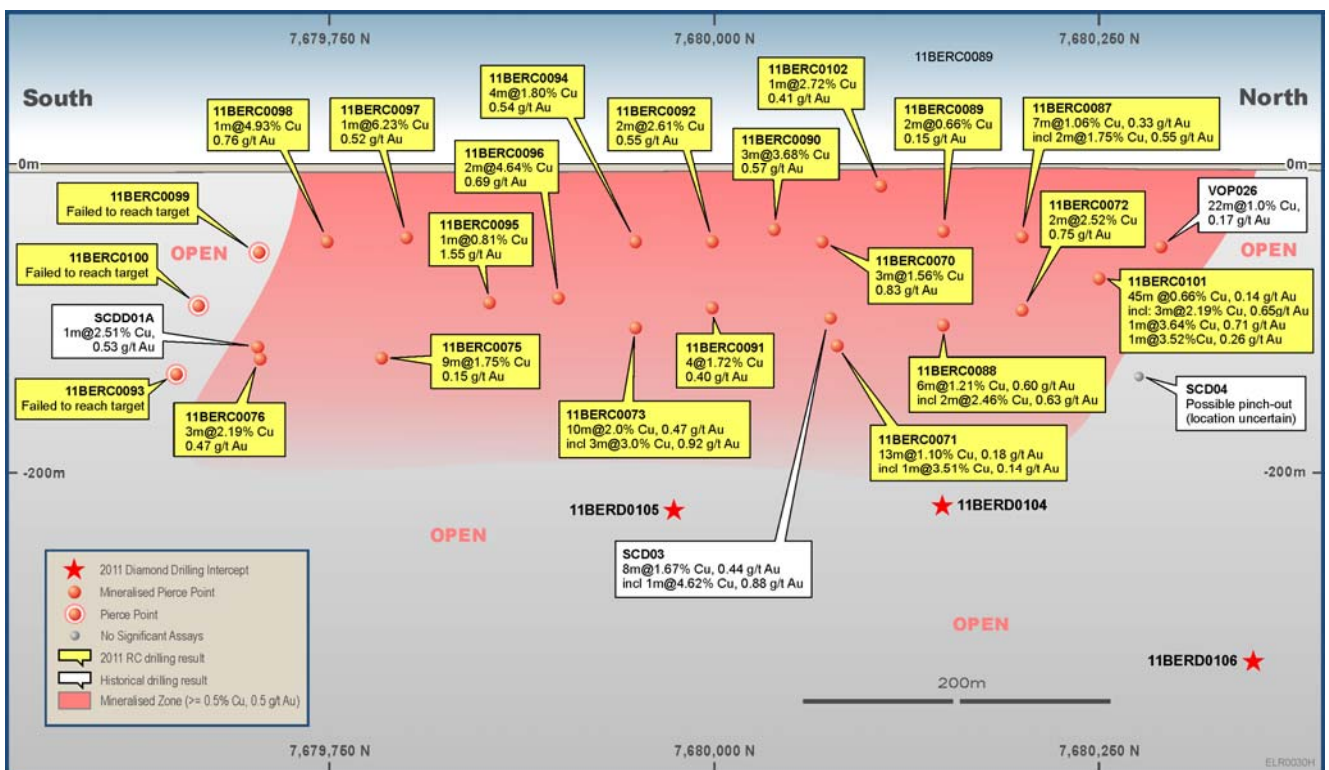 7,679,750 N
7,680,000 N
7,680,250 N
11BERC0089
South
North
11BERC0098
1m@4.93% Cu
0.76 g/t Au
11BERC0097
1m@6.23% Cu
0.52 g/t Au
11BERC0094
4m@1.80% Cu
0.54 g/t Au
11BERC0092
2m@2.61% Cu
0.55 g/t Au
11BERC0102
1m@2.72% Cu
0.41 g/t Au
11BERC0089
2m@0.66% Cu
0.15 g/t Au
11BERC0087
7m@1.06% Cu, 0.33 g/t Au
incl 2m@1.75% Cu, 0.55 g/t Au
11BERC0096
2m@4.64% Cu
0.69 g/t Au
11BERC0090
3m@3.68% Cu
0.57 g/t Au
0m
0m
11BERC0099
Failed to reach target
11BERC0095
1m@0.81% Cu
1.55 g/t Au
11BERC0072
2m@2.52% Cu
0.75 g/t Au
VOP026
22m@1.0% Cu,
0.17 g/t Au
OPEN
OPEN
11BERC0100
Failed to reach target
11BERC0070
3m@1.56% Cu
0.83 g/t Au
11BERC0101
45m @0.66% Cu, 0.14 g/t Au
incl: 3m@2.19% Cu, 0.65g/t Au
1m@3.64% Cu, 0.71 g/t Au
1m@3.52%Cu, 0.26 g/t Au
SCDD01A
1m@2.51% Cu,
0.53 g/t Au
11BERC0075
9m@1.75% Cu
0.15 g/t Au
11BERC0091
4@1.72% Cu
0.40 g/t Au
11BERC0088
6m@1.21% Cu, 0.60 g/t Au
incl 2m@2.46% Cu, 0.63 g/t Au
11BERC0093
Failed to reach target
SCD04
Possible pinch-out
(location uncertain)
11BERC0076
3m@2.19% Cu
0.47 g/t Au
11BERC0073
10m@2.0% Cu, 0.47 g/t Au
incl 3m@3.0% Cu, 0.92 g/t Au
11BERC0071
13m@1.10% Cu, 0.18 g/t Au
incl 1m@3.51% Cu, 0.14 g/t Au
-200m
-200m
11BERD0105
11BERD0104
OPEN
SCD03
8m@1.67% Cu, 0.44 g/t Au
incl 1m@4.62% Cu, 0.88 g/t Au
OPEN
11BERD0106
2011 Diamond Drilling Intercept
Mineralised Pierce Point
Pierce Point
No Significant Assays
2011 RC drilling result
Historical drilling result
Mineralised Zone (>= 0.5% Cu, 0.5 g/t Au)
200m
7,679,750 N
7,680,000 N
7,680,250 N
ELR0030H